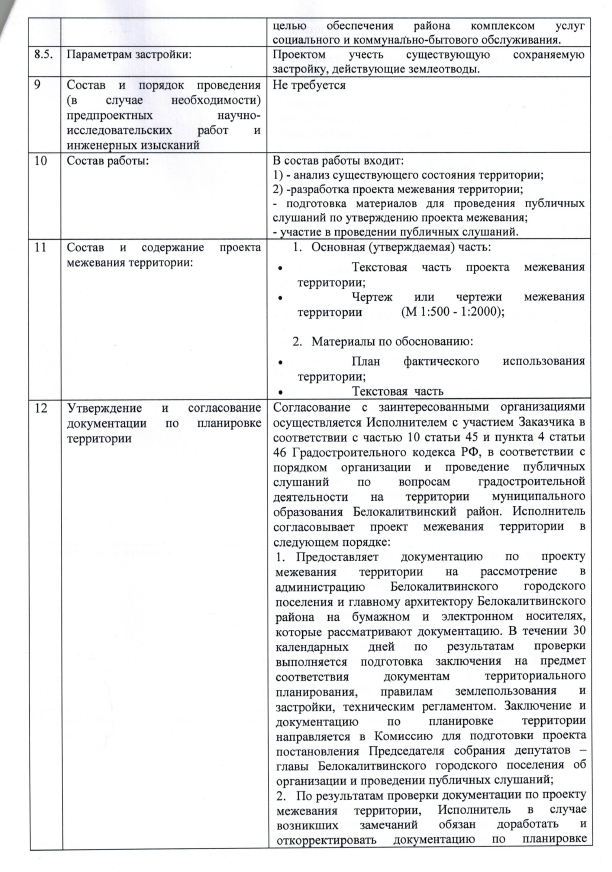 целью обеспечения района комплексом услуг
социального и коммунально-бытового обслуживания.
8.5. Параметрам застройки: Проектом учесть существующую сохраняемую
застройку, действующие землеотводы.
9 Состав и порядок проведения Не требуется
(в случае необходимости)
предпроектных научно-
исследовательских работ и
инженерных изысканий
10 Состав работы: В состав работы входит:
1) - анализ существующего состояния территории;
2) -разработка проекта межевания территории;
- подготовка материалов для проведения публичных
слушаний по утверждению проекта межевания;
- участие в проведении публичных слушаний.
11 Состав и содержание проекта 1. Основная (утверждаемая) часть:
межевания территории:
• Текстовая часть проекта межевания
территории;
• Чертеж или чертежи межевания
территории (М 1:500 - 1:2000);
2. Материалы по обоснованию:
• План фактического использования
территории;
• Текстовая часть
12 Утверждение и согласование Согласование с заинтересованными организациями
документации по планировке осуществляется Исполнителем с участием Заказчика в
территории соответствии с частью 10 статьи 45 и пункта 4 статьи
46 Градостроительного кодекса РФ, в соответствии с
порядком организации и проведение публичных
слушаний по вопросам градостроительной
деятельности на территории муниципального
образования Белокалитвинский район. Исполнитель
согласовывает проект межевания территории в
следующем порядке:
1. Предоставляет документацию по проекту
межевания территории на рассмотрение в
администрацию Белокалитвинского городского
поселения и главному архитектору Белокалитвинского
района на бумажном и электронном носителях,
которые рассматривают документацию. В течении 30
календарных дней по результатам проверки
выполняется подготовка заключения на предмет
соответствия документам территориального
планирования, правилам землепользования и
застройки, техническим регламентом. Заключение и
документацию по планировке территории
направляется в Комиссию для подготовки проекта
постановления Председателя собрания депутатов –
главы Белокалитвинского городского поселения об
организации и проведении публичных слушаний;
2. По результатам проверки документации по проекту
межевания территории, Исполнитель в случае
возникших замечаний обязан доработать и
откорректировать документацию по планировке